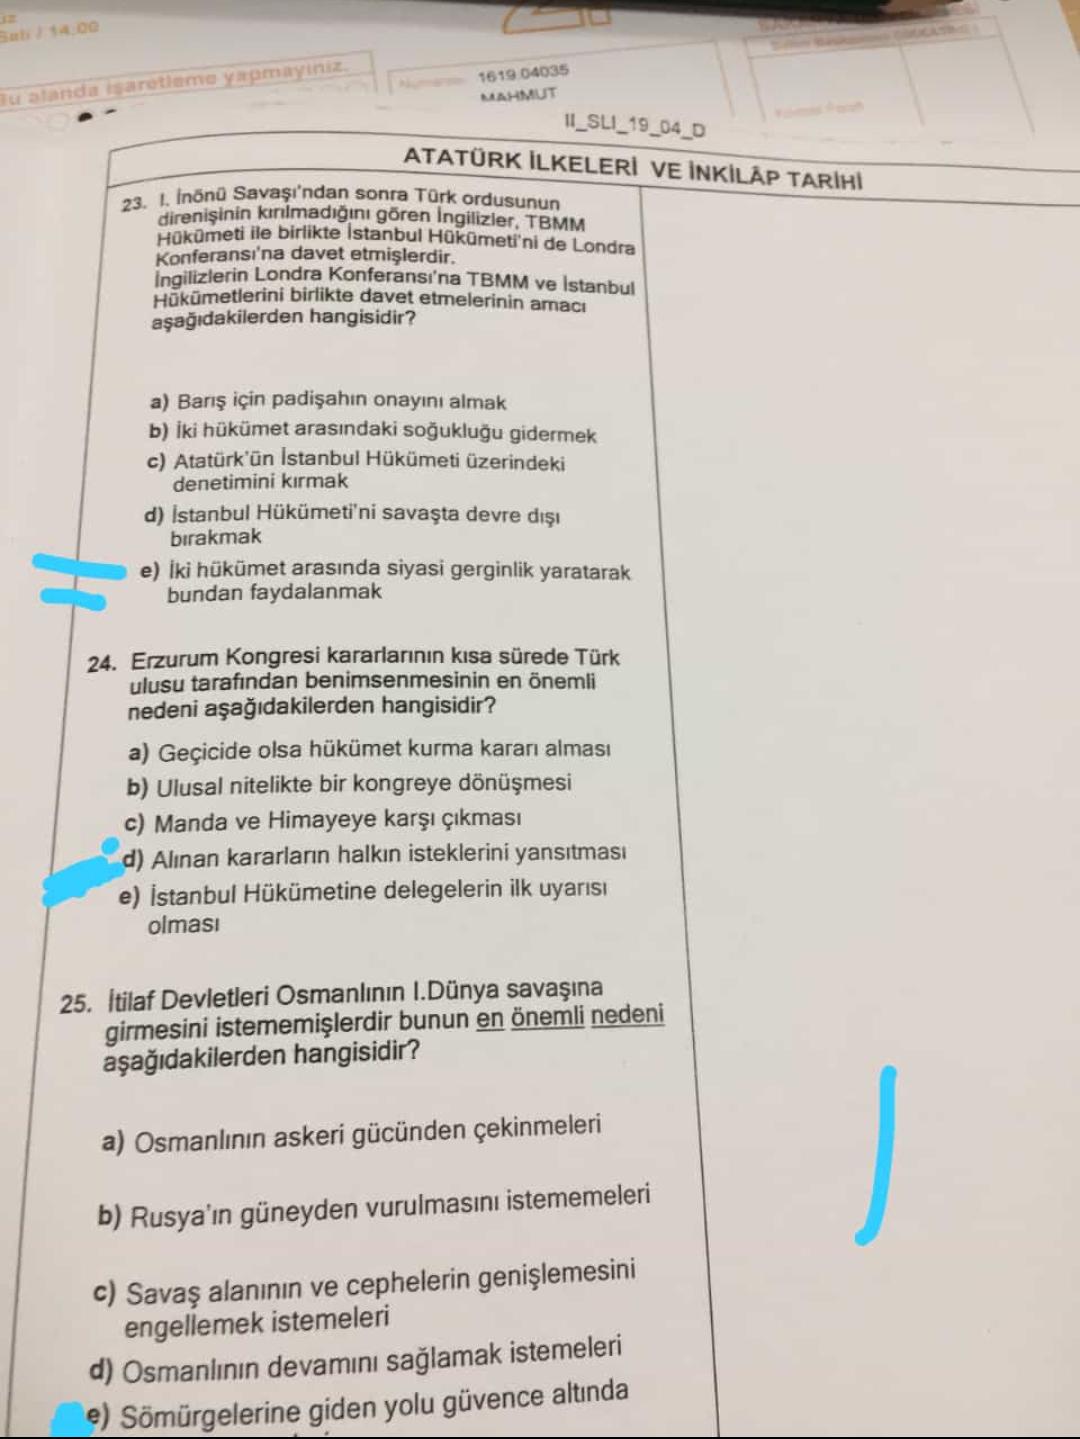 Salı / 14.00
Bu alanda işaretleme yapmayınız.
1619.04035
MAHMUT
II_SLI_19_04_D
ATATÜRK İLKELERİ VE İNKİLÂP TARİHİ
23. I. İnönü Savaşı'ndan sonra Türk ordusunun
direnişinin kırılmadığını gören İngilizler, TBMM
Hükümeti ile birlikte İstanbul Hükümeti'ni de Londra
Konferansı'na davet etmişlerdir.
İngilizlerin Londra Konferansı'na TBMM ve İstanbul
Hükümetlerini birlikte davet etmelerinin amacı
aşağıdakilerden hangisidir?
a) Barış için padişahın onayını almak
b) İki hükümet arasındaki soğukluğu gidermek
c) Atatürk'ün İstanbul Hükümeti üzerindeki
denetimini kırmak
d) İstanbul Hükümeti'ni savaşta devre dışı
bırakmak
e) İki hükümet arasında siyasi gerginlik yaratarak
bundan faydalanmak
24. Erzurum Kongresi kararlarının kısa sürede Türk
ulusu tarafından benimsenmesinin en önemli
nedeni aşağıdakilerden hangisidir?
a) Geçicide olsa hükümet kurma kararı alması
b) Ulusal nitelikte bir kongreye dönüşmesi
c) Manda ve Himayeye karşı çıkması
d) Alınan kararların halkın isteklerini yansıtması
e) İstanbul Hükümetine delegelerin ilk uyarısı
olması
25. İtilaf Devletleri Osmanlının I.Dünya savaşına
girmesini istememişlerdir bunun en önemli nedeni
aşağıdakilerden hangisidir?
a) Osmanlının askeri gücünden çekinmeleri
b) Rusya'ın güneyden vurulmasını istememeleri
c) Savaş alanının ve cephelerin genişlemesini
engellemek istemeleri
d) Osmanlının devamını sağlamak istemeleri
e) Sömürgelerine giden yolu güvence altında